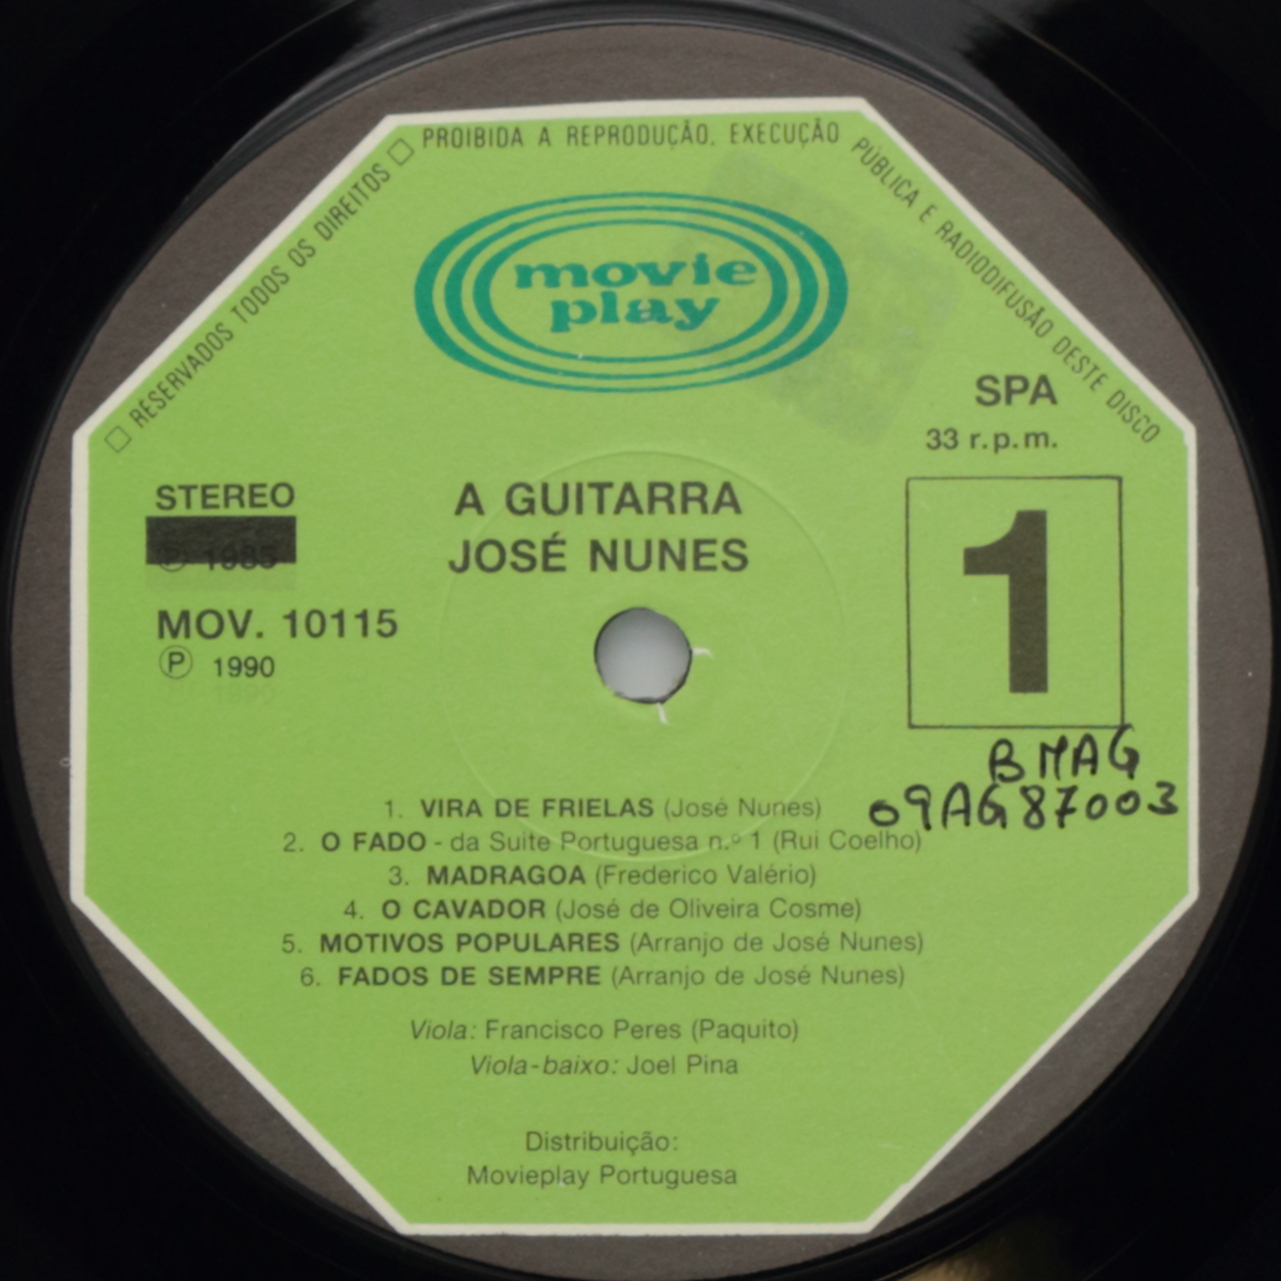 □ RESERVADOS TODOS OS DIREITOS □ PROIBIDA A REPRODUÇÃO, EXECUÇÃO PÚBLICA E RADIODIFUSÃO DESTE DISCO
movie
play
SPA
33 r.p.m.
STEREO
Ⓟ 1985
MOV. 10115
Ⓟ 1990
A GUITARRA
JOSÉ NUNES
1
BMAG
09AG87003
1. VIRA DE FRIELAS (José Nunes)
2. O FADO - da Suite Portuguesa n.º 1 (Rui Coelho)
3. MADRAGOA (Frederico Valério)
4. O CAVADOR (José de Oliveira Cosme)
5. MOTIVOS POPULARES (Arranjo de José Nunes)
6. FADOS DE SEMPRE (Arranjo de José Nunes)
Viola: Francisco Peres (Paquito)
Viola-baixo: Joel Pina
Distribuição:
Movieplay Portuguesa